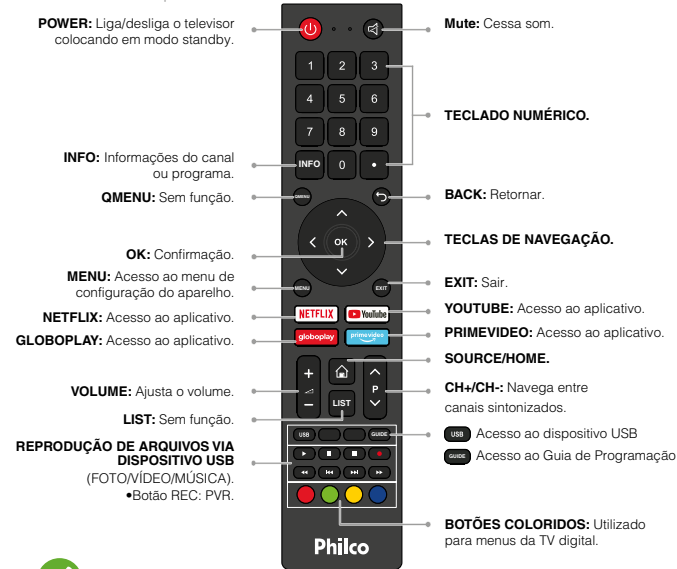 POWER: Liga/desliga o televisor
colocando em modo standby.
Mute: Cessa som.
1 2 3
4 5 6
TECLADO NUMÉRICO.
7 8 9
INFO: Informações do canal
ou programa.
INFO 0 •
QMENU: Sem função.
QMENU
BACK: Retornar.
OK
TECLAS DE NAVEGAÇÃO.
OK: Confirmação.
MENU: Acesso ao menu de
configuração do aparelho.
MENU
EXIT
EXIT: Sair.
NETFLIX: Acesso ao aplicativo.
NETFLIX
YouTube
YOUTUBE: Acesso ao aplicativo.
GLOBOPLAY: Acesso ao aplicativo.
globoplay
primevideo
PRIMEVIDEO: Acesso ao aplicativo.
SOURCE/HOME.
+
P
VOLUME: Ajusta o volume.
CH+/CH-: Navega entre
canais sintonizados.
−
LIST
LIST: Sem função.
USB
GUIDE
USB Acesso ao dispositivo USB
REPRODUÇÃO DE ARQUIVOS VIA
DISPOSITIVO USB
(FOTO/VÍDEO/MÚSICA).
•Botão REC: PVR.
GUIDE Acesso ao Guia de Programação
BOTÕES COLORIDOS: Utilizado
para menus da TV digital.
Philco